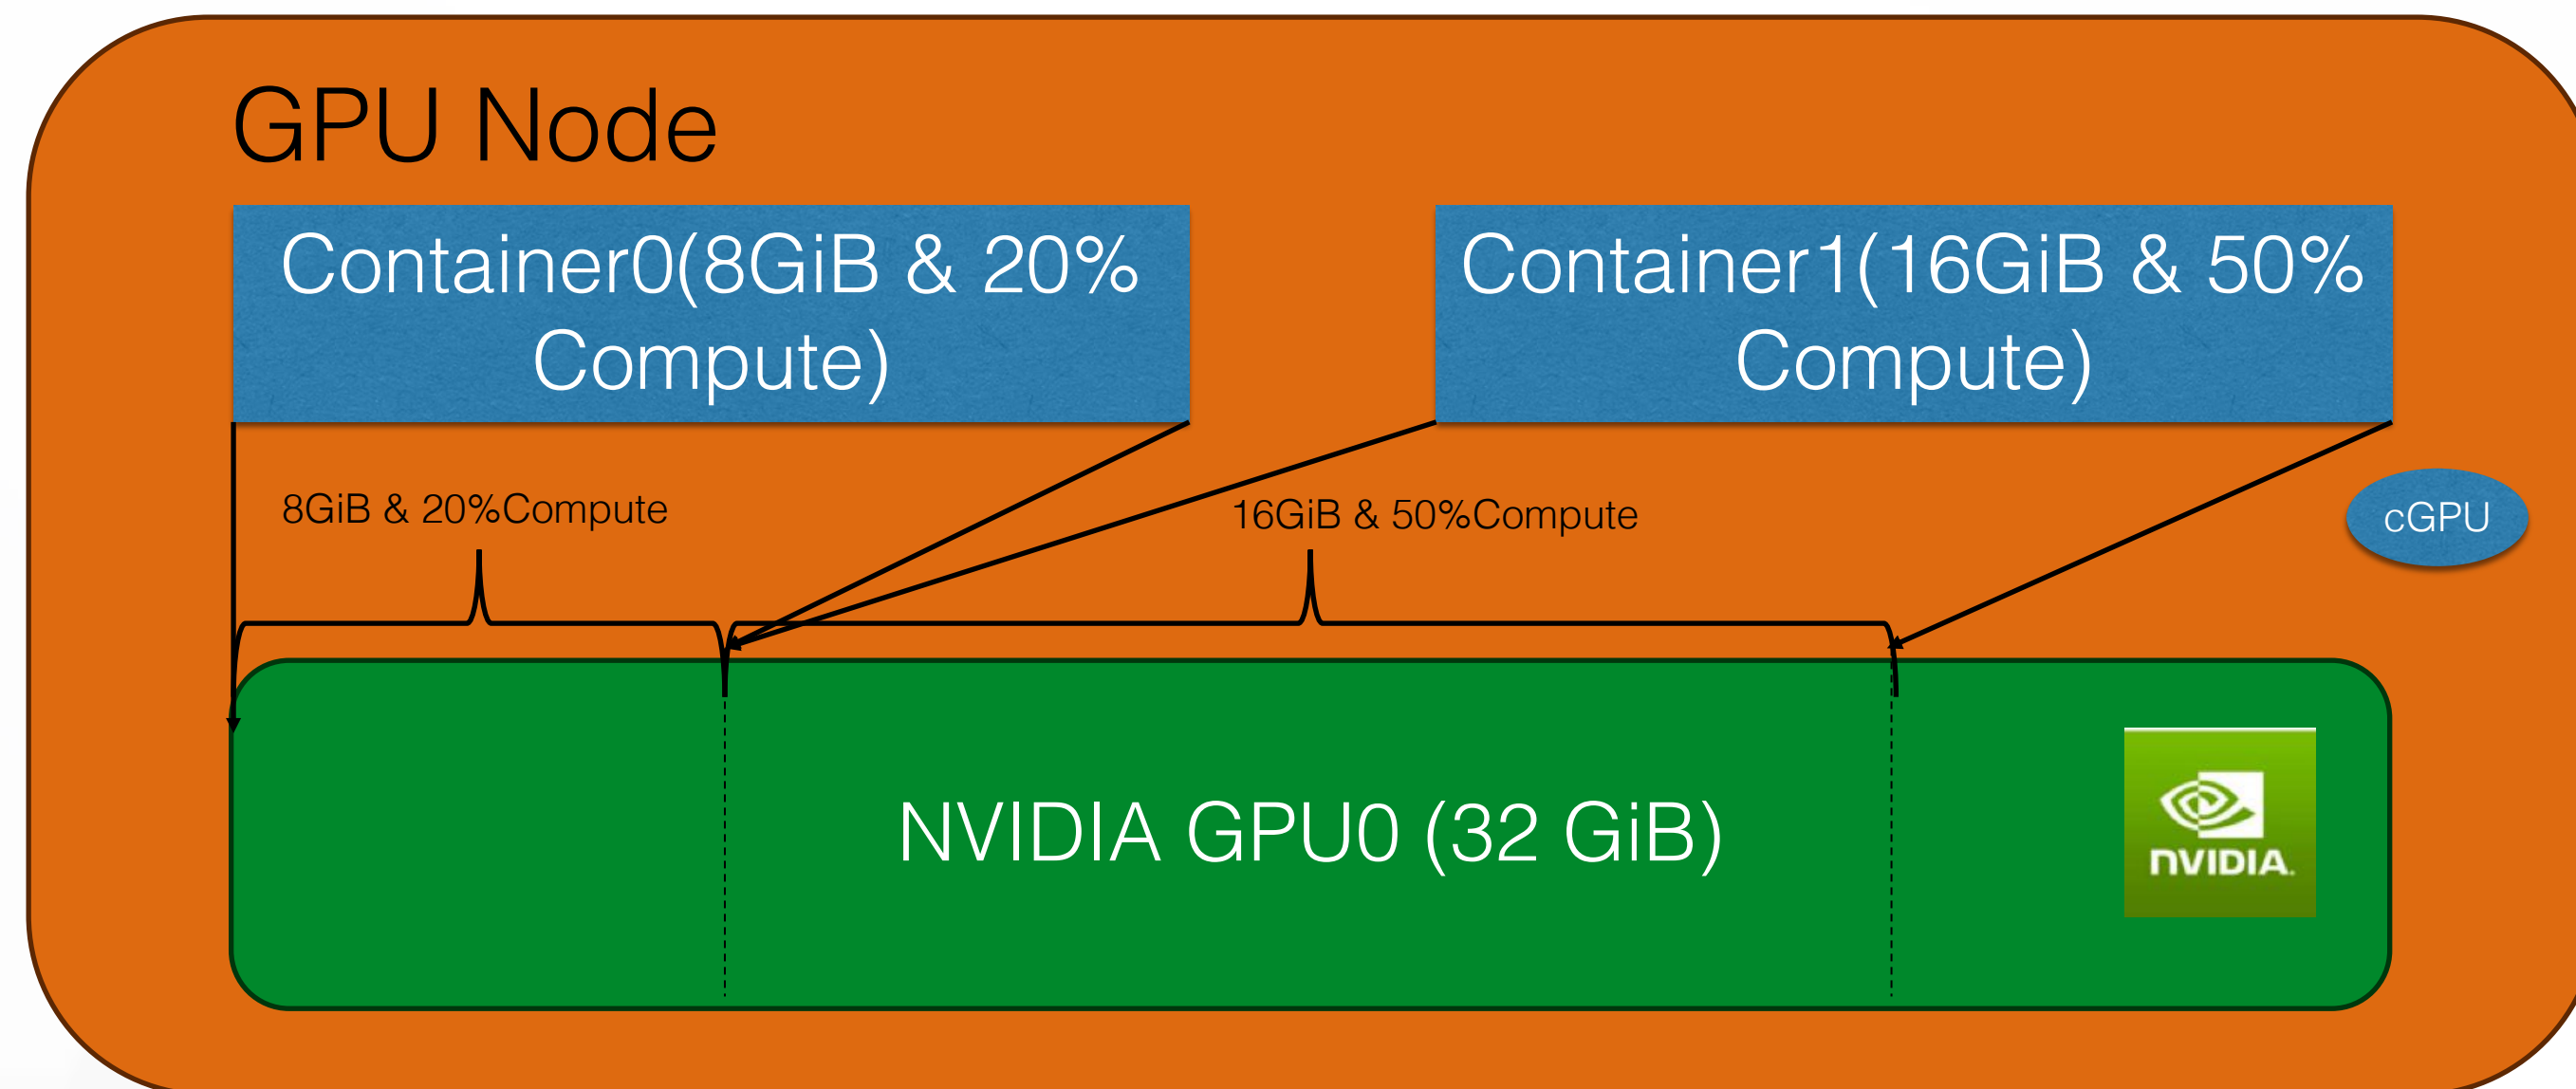 GPU Node
Container0(8GiB & 20%
Compute)
Container1(16GiB & 50%
Compute)
8GiB & 20%Compute
16GiB & 50%Compute
cGPU
NVIDIA GPU0 (32 GiB)
NVIDIA.